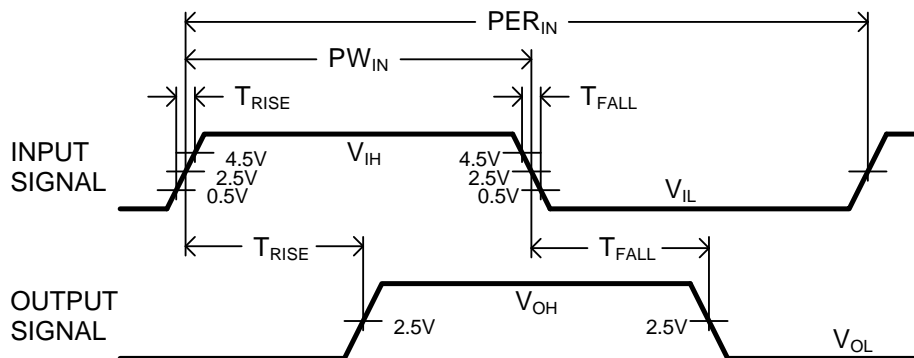 PER_IN
PW_IN
T_RISE
T_FALL
INPUT
SIGNAL
V_IH
4.5V
2.5V
0.5V
4.5V
2.5V
0.5V
V_IL
T_RISE
T_FALL
OUTPUT
SIGNAL
V_OH
2.5V
2.5V
V_OL